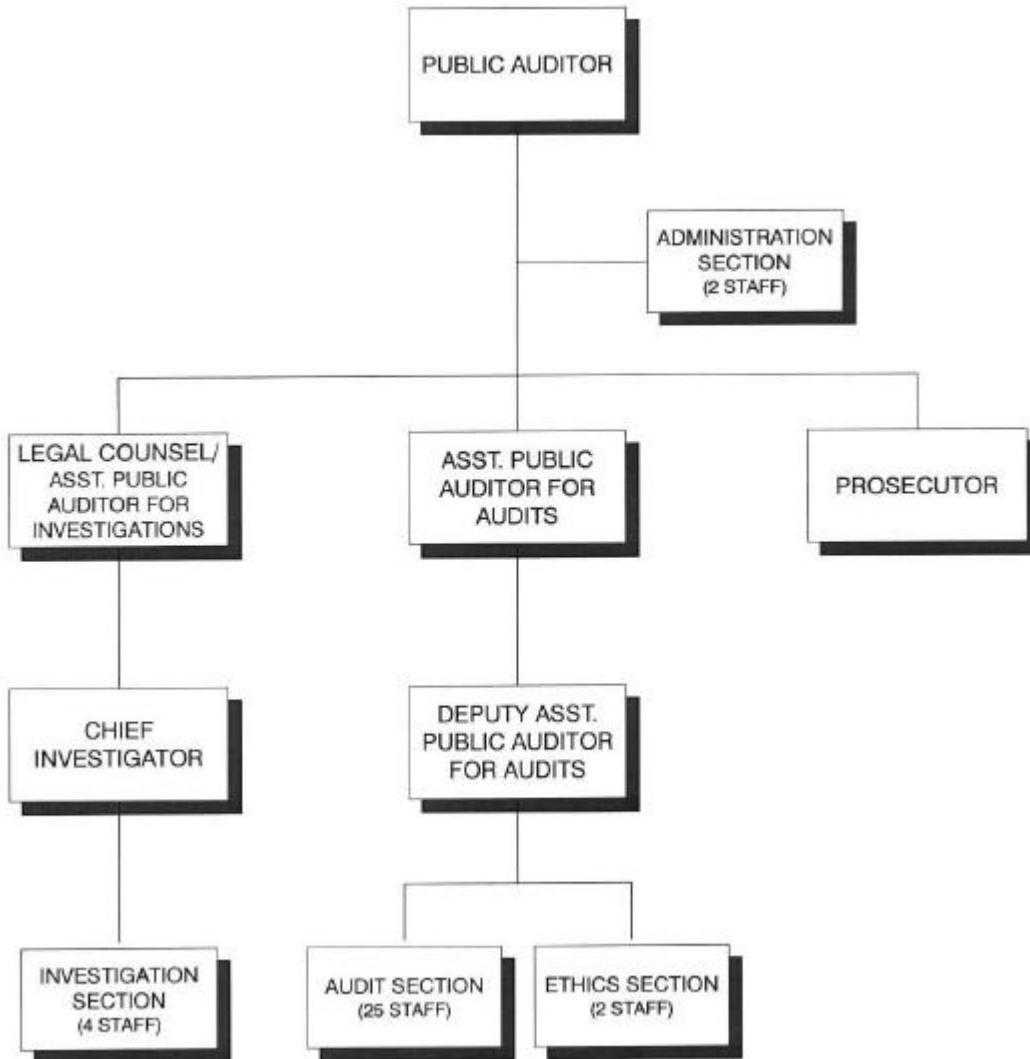 PUBLIC AUDITOR
ADMINISTRATION
SECTION
(2 STAFF)
LEGAL COUNSEL/
ASST. PUBLIC
AUDITOR FOR
INVESTIGATIONS
ASST. PUBLIC
AUDITOR FOR
AUDITS
PROSECUTOR
CHIEF
INVESTIGATOR
DEPUTY ASST.
PUBLIC AUDITOR
FOR AUDITS
INVESTIGATION
SECTION
(4 STAFF)
AUDIT SECTION
(25 STAFF)
ETHICS SECTION
(2 STAFF)